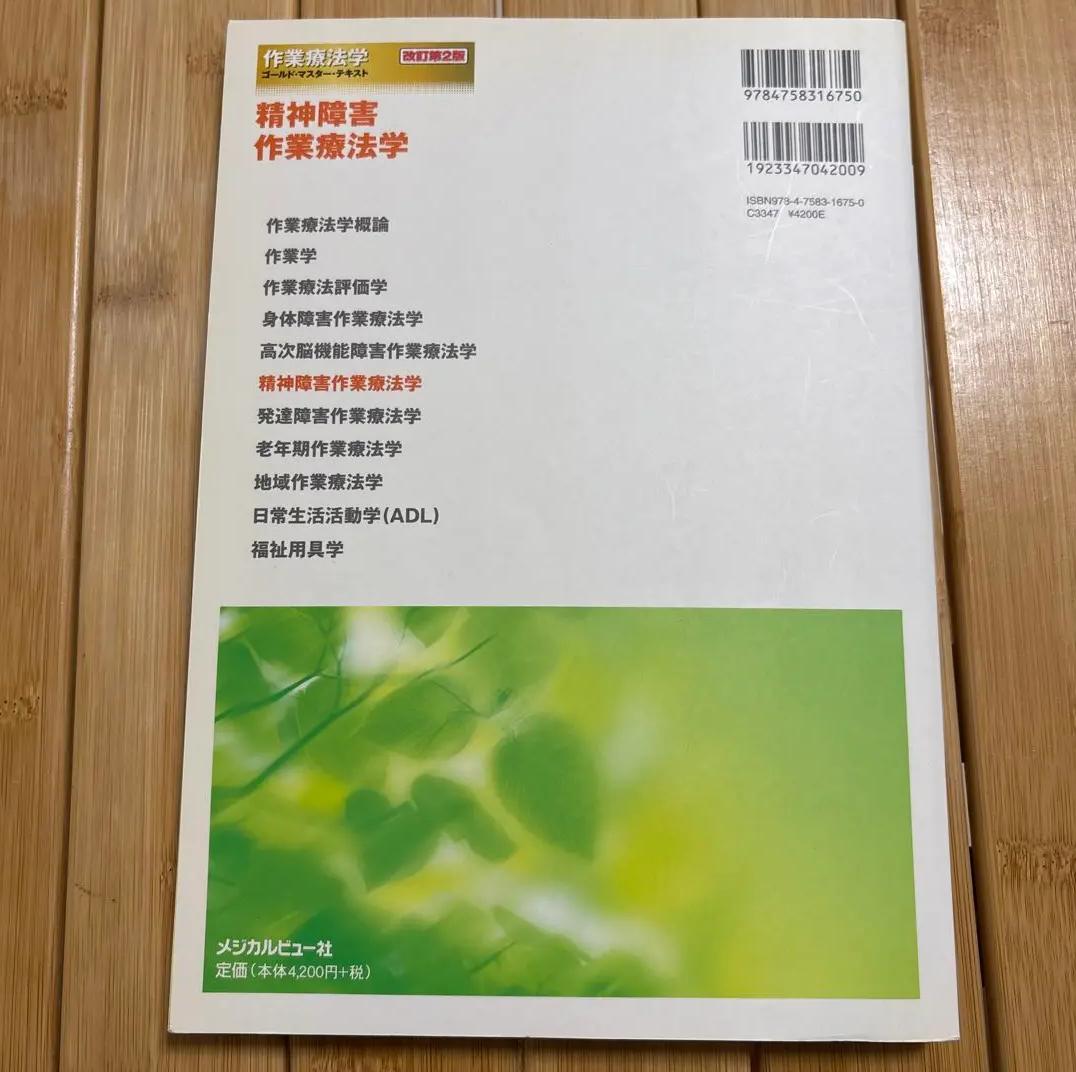 作業療法学
ゴールド・マスター・テキスト
改訂第2版
精神障害
作業療法学
9784758316750
1923347042009
ISBN978-4-7583-1675-0
C3347 ¥4200E
作業療法学概論
作業学
作業療法評価学
身体障害作業療法学
高次脳機能障害作業療法学
精神障害作業療法学
発達障害作業療法学
老年期作業療法学
地域作業療法学
日常生活活動学(ADL)
福祉用具学
メジカルビュー社
定価(本体4,200円+税)